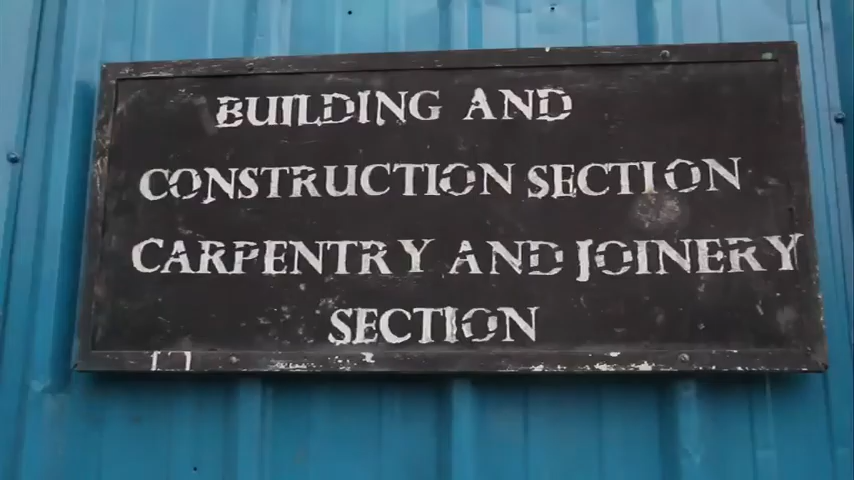 BUILDING AND
CONSTRUCTION SECTION
CARPENTRY AND JOINERY
SECTION